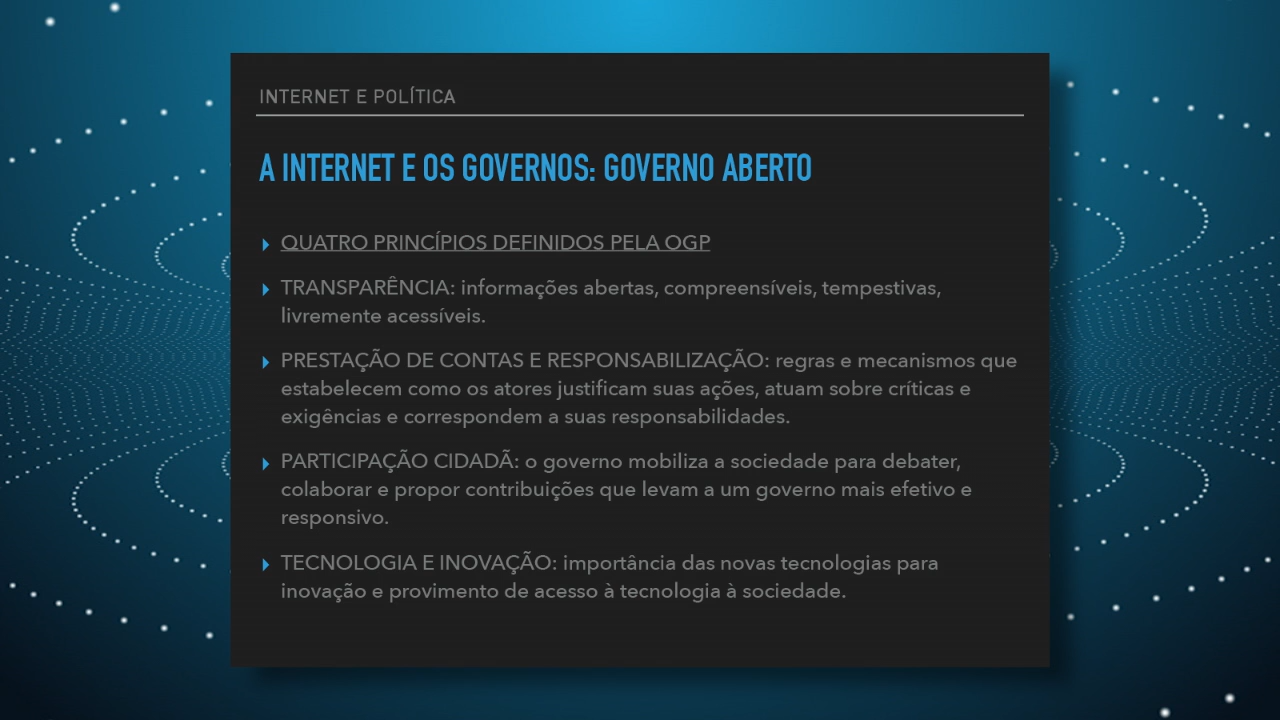 INTERNET E POLÍTICA
A INTERNET E OS GOVERNOS: GOVERNO ABERTO
QUATRO PRINCÍPIOS DEFINIDOS PELA OGP
TRANSPARÊNCIA: informações abertas, compreensíveis, tempestivas,
livremente acessíveis.
PRESTAÇÃO DE CONTAS E RESPONSABILIZAÇÃO: regras e mecanismos que
estabelecem como os atores justificam suas ações, atuam sobre críticas e
exigências e correspondem a suas responsabilidades.
PARTICIPAÇÃO CIDADÃ: o governo mobiliza a sociedade para debater,
colaborar e propor contribuições que levam a um governo mais efetivo e
responsivo.
TECNOLOGIA E INOVAÇÃO: importância das novas tecnologias para
inovação e provimento de acesso à tecnologia à sociedade.